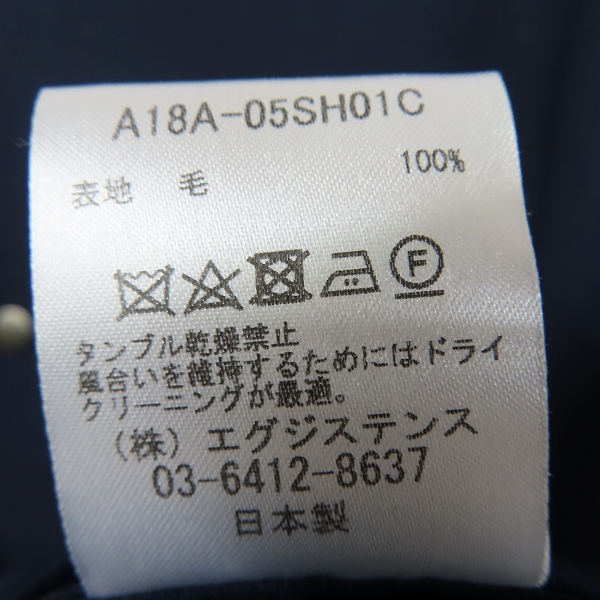 A18A-05SH01C
表地 毛 100%
F
タンブル乾燥禁止
風合いを維持するためにはドライ
クリーニングが最適。
(株)エグジステンス
03-6412-8637
日本製